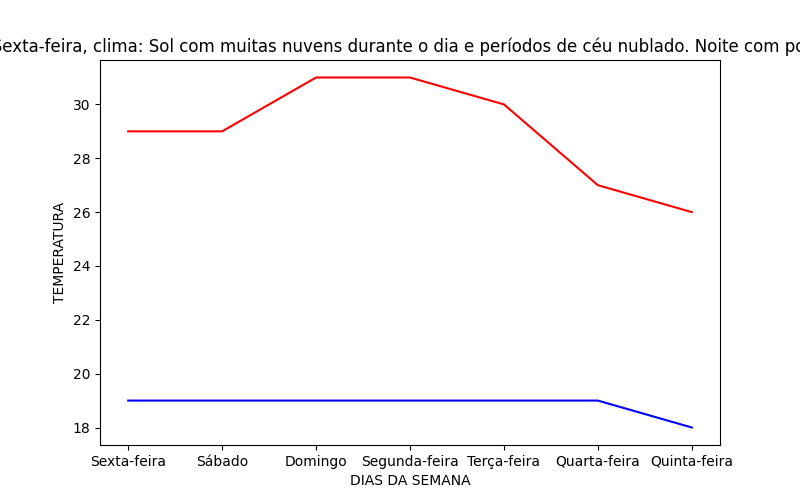 Sexta-feira, clima: Sol com muitas nuvens durante o dia e períodos de céu nublado. Noite com
30
28
26
24
22
20
18
TEMPERATURA
Sexta-feira Sábado Domingo Segunda-feira Terça-feira Quarta-feira Quinta-feira
DIAS DA SEMANA